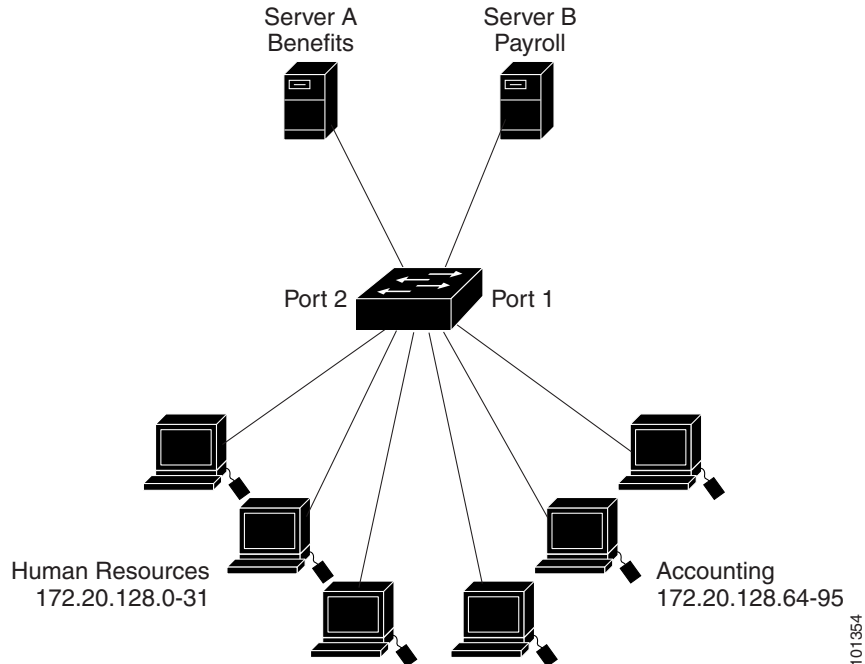 Server A
Benefits
Server B
Payroll
Port 2
Port 1
Human Resources
172.20.128.0-31
Accounting
172.20.128.64-95
101354